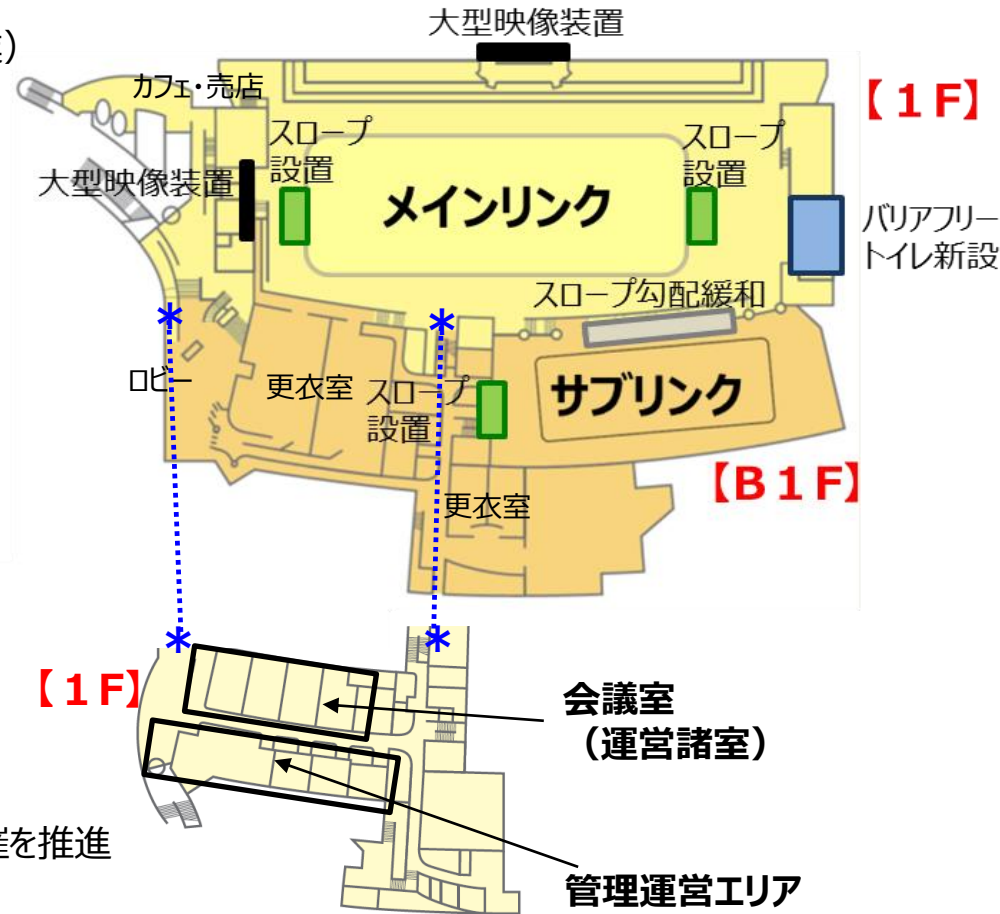 大型映像装置
カフェ・売店
【１Ｆ】
スロープ
設置
スロープ
設置
大型映像装置
メインリンク
バリアフリー
トイレ新設
スロープ勾配緩和
＊
＊
ロビー
更衣室
スロープ
設置
サブリンク
【Ｂ１Ｆ】
更衣室
＊
＊
【１Ｆ】
会議室
（運営諸室）
を推進
管理運営エリア